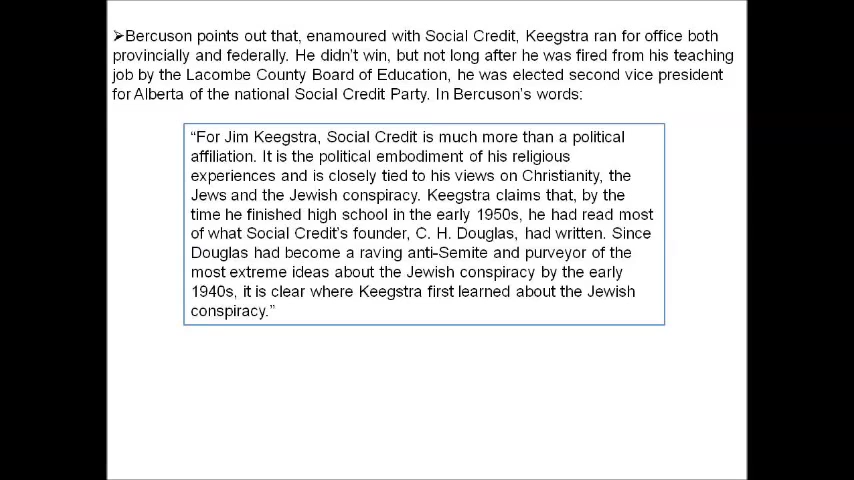 ➢Bercuson points out that, enamoured with Social Credit, Keegstra ran for office both
provincially and federally. He didn't win, but not long after he was fired from his teaching
job by the Lacombe County Board of Education, he was elected second vice president
for Alberta of the national Social Credit Party. In Bercuson's words:
“For Jim Keegstra, Social Credit is much more than a political
affiliation. It is the political embodiment of his religious
experiences and is closely tied to his views on Christianity, the
Jews and the Jewish conspiracy. Keegstra claims that, by the
time he finished high school in the early 1950s, he had read most
of what Social Credit's founder, C. H. Douglas, had written. Since
Douglas had become a raving anti-Semite and purveyor of the
most extreme ideas about the Jewish conspiracy by the early
1940s, it is clear where Keegstra first learned about the Jewish
conspiracy.”